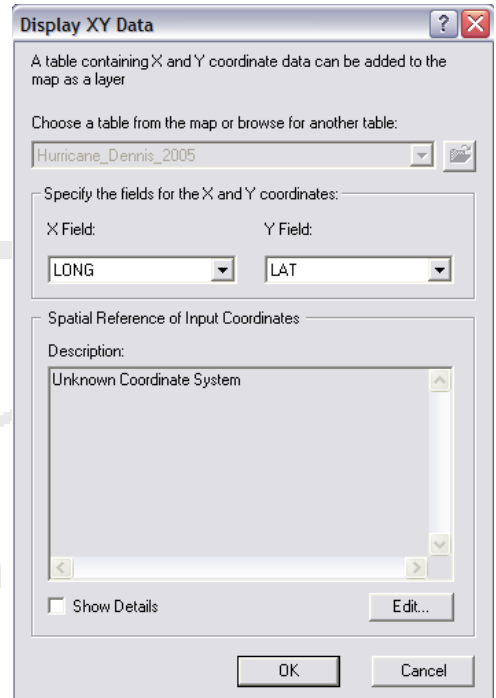 Display XY Data
A table containing X and Y coordinate data can be added to the
map as a layer
Choose a table from the map or browse for another table:
Hurricane_Dennis_2005
Specify the fields for the X and Y coordinates:
X Field: Y Field:
LONG LAT
Spatial Reference of Input Coordinates
Description:
Unknown Coordinate System
Show Details Edit...
OK Cancel